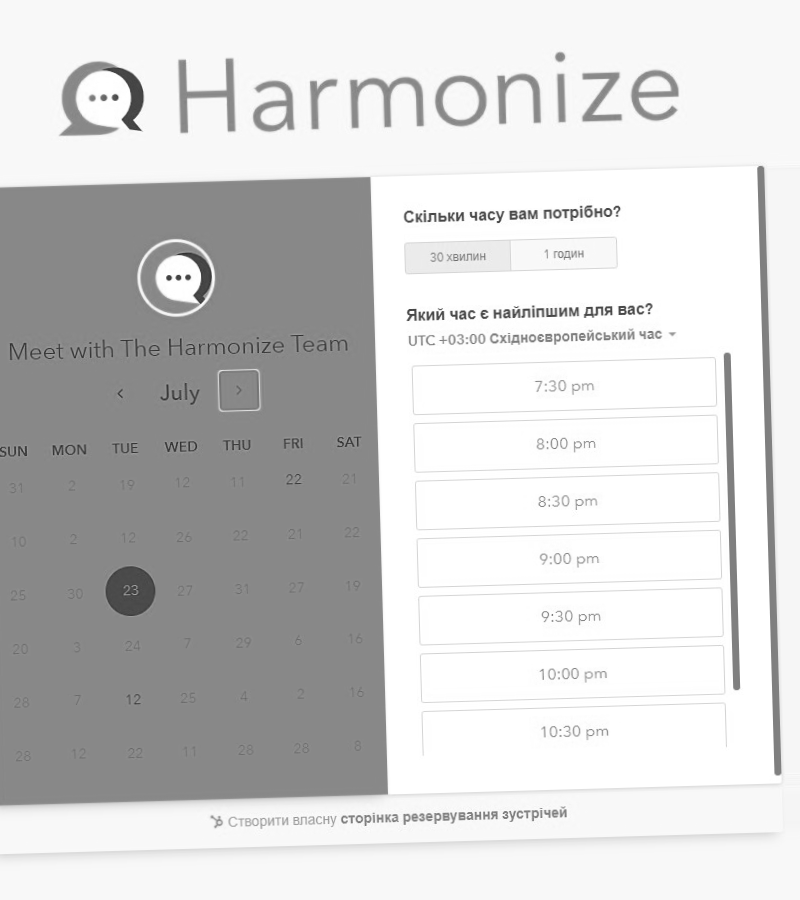 Harmonize
Meet with The Harmonize Team
July
SUN MON TUE WED THU FRI SAT
31 2 19 12 11 22 21
10 2 12 26 22 21 22
25 30 23 27 31 27 19
20 3 24 7 29 6 16
28 7 12 25 4 2 16
28 12 22 11 28 28 8
Скільки часу вам потрібно?
30 хвилин 1 годин
Який час є найліпшим для вас?
UTC +03:00 Східноєвропейський час
7:30 pm
8:00 pm
8:30 pm
9:00 pm
9:30 pm
10:00 pm
10:30 pm
Створити власну сторінка резервування зустрічей